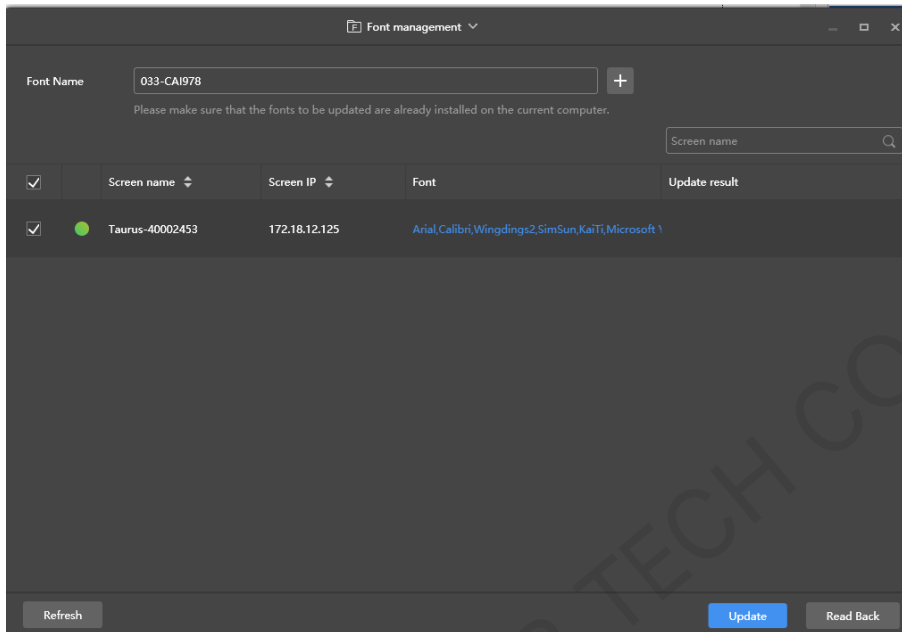 Font management
Font Name
033-CAI978
Please make sure that the fonts to be updated are already installed on the current computer.
Screen name
Screen name Screen IP Font Update result
Taurus-40002453 172.18.12.125 Arial,Calibri,Wingdings2,SimSun,KaiTi,Microsoft
TECH
Refresh Update Read Back